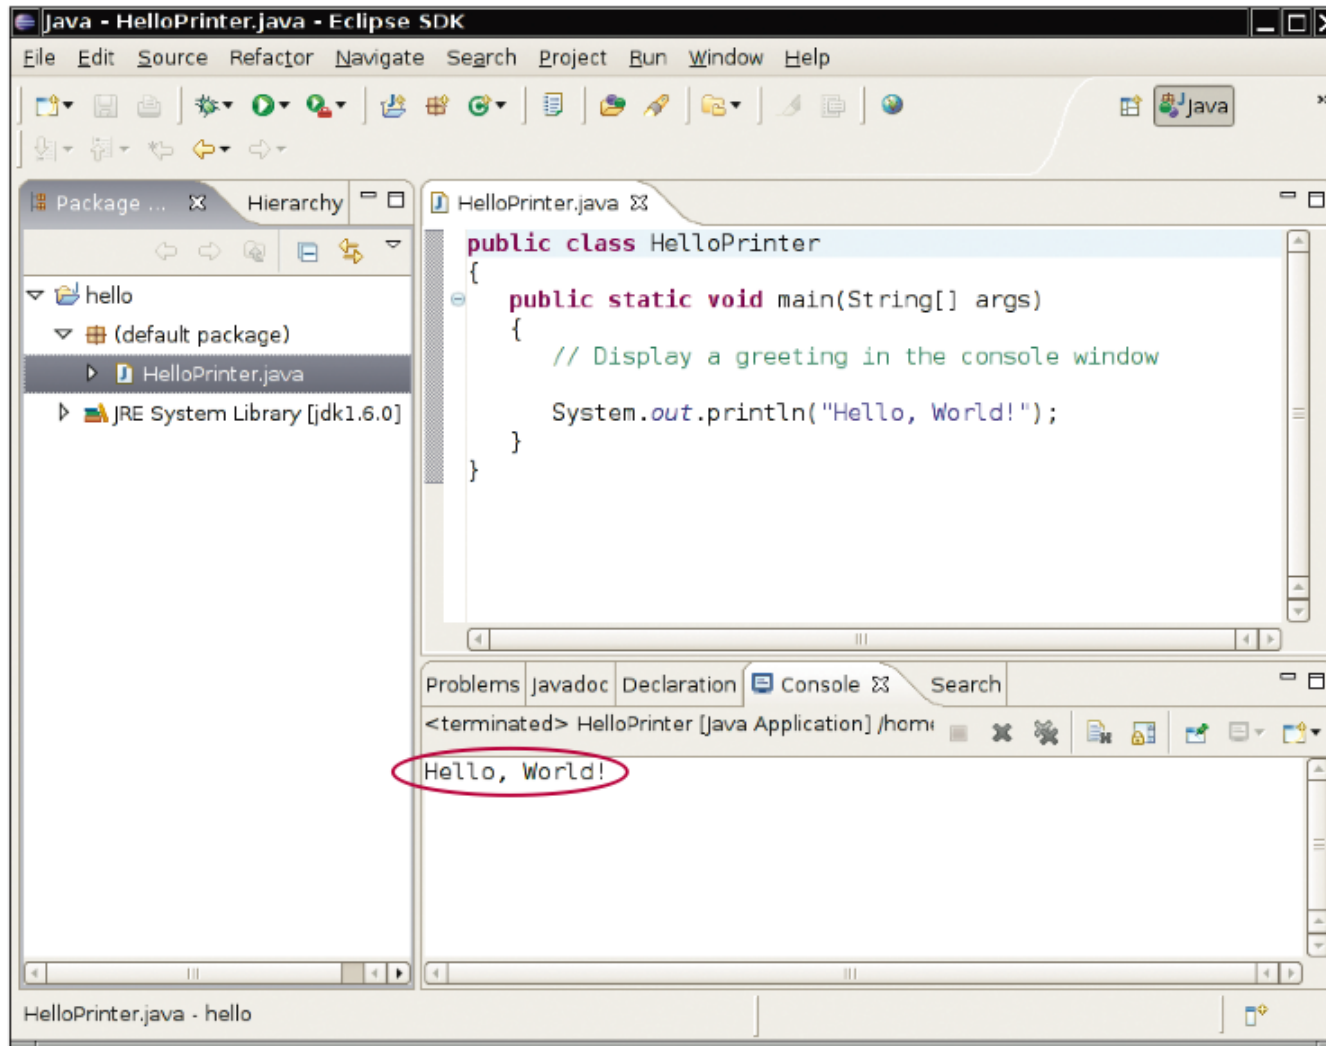 Java - HelloPrinter.java - Eclipse SDK
File Edit Source Refactor Navigate Search Project Run Window Help
Java
Package ... Hierarchy
hello
(default package)
HelloPrinter.java
JRE System Library [jdk1.6.0]
HelloPrinter.java
public class HelloPrinter
{
public static void main(String[] args)
{
// Display a greeting in the console window
System.out.println("Hello, World!");
}
}
Problems Javadoc Declaration Console Search
<terminated> HelloPrinter [Java Application] /home
Hello, World!
HelloPrinter.java - hello